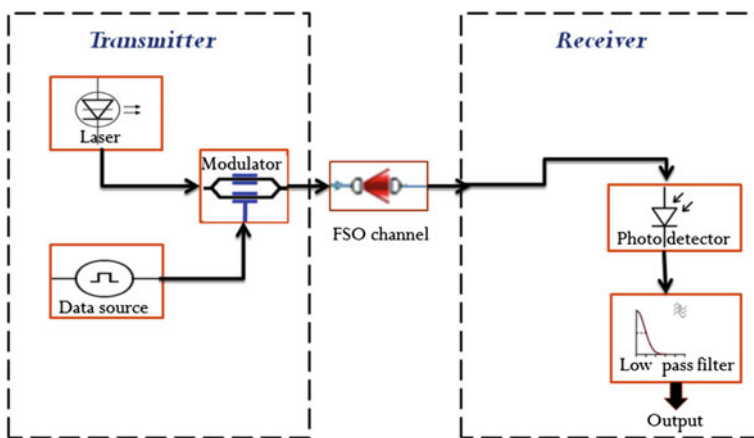 Transmitter
Receiver
Laser
Modulator
FSO channel
Photo detector
Data source
Low pass filter
Output